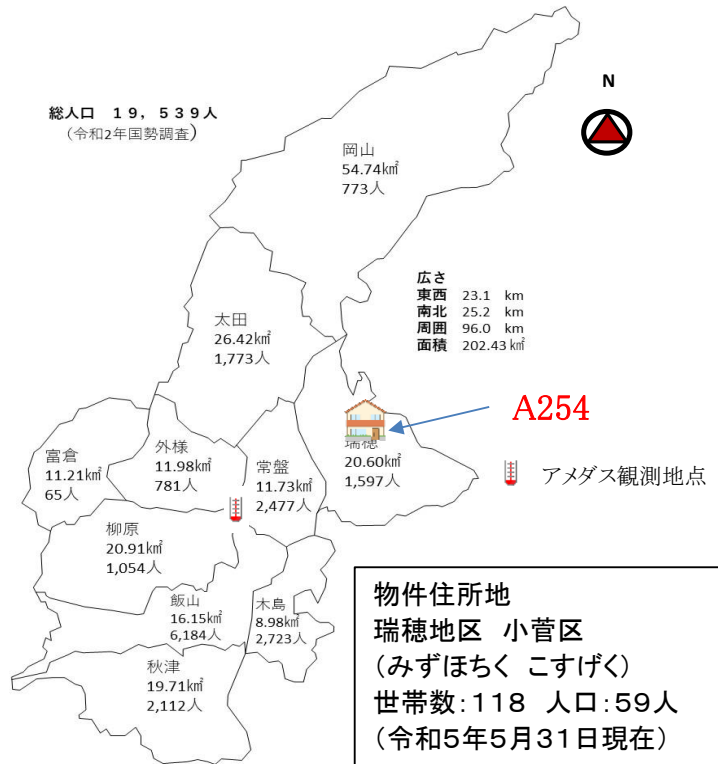 総人口 19，539人
(令和2年国勢調査)
N
岡山
54.74㎢
773人
広さ
東西 23.1 km
南北 25.2 km
周囲 96.0 km
面積 202.43㎢
太田
26.42㎢
1,773人
A254
瑞穂
20.60㎢
1,597人
富倉
11.21㎢
65人
外様
11.98㎢
781人
常盤
11.73㎢
2,477人
アメダス観測地点
柳原
20.91㎢
1,054人
飯山
16.15㎢
6,184人
木島
8.98㎢
2,723人
秋津
19.71㎢
2,112人
物件住所地
瑞穂地区 小菅区
(みずほちく こすげく)
世帯数:118 人口:59人
(令和5年5月31日現在)